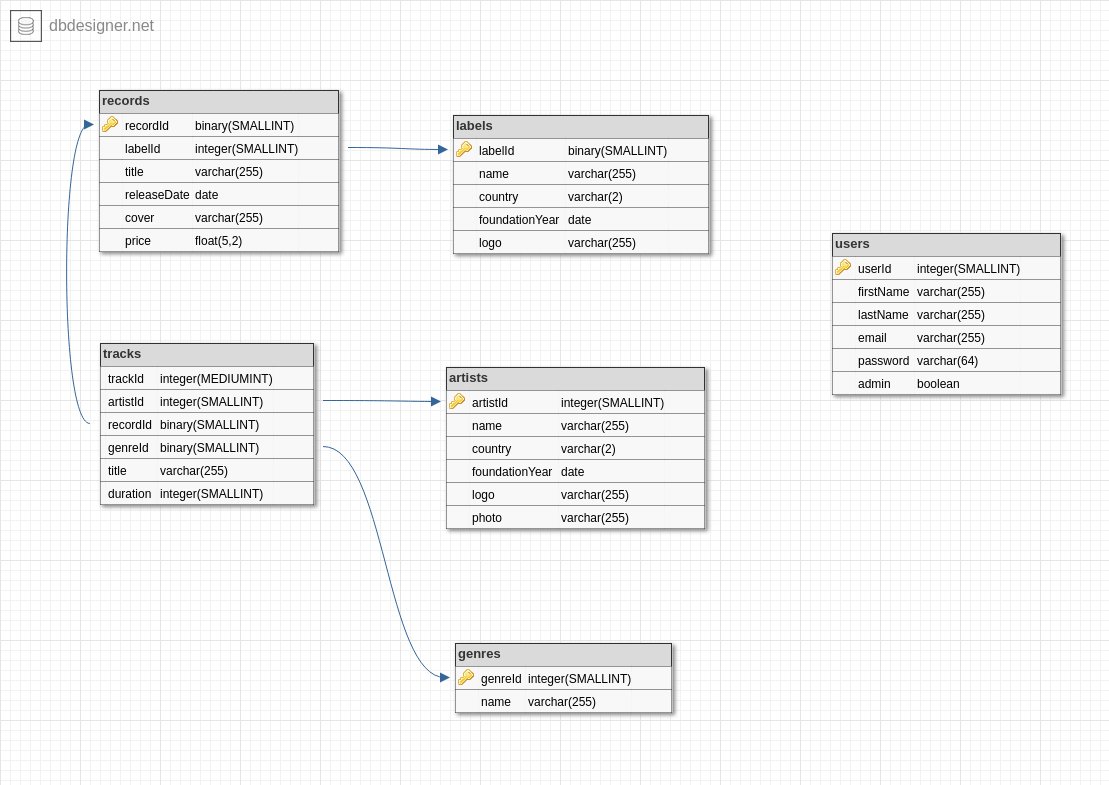 dbdesigner.net
records
recordId binary(SMALLINT)
labelId integer(SMALLINT)
title varchar(255)
releaseDate date
cover varchar(255)
price float(5,2)
labels
labelId binary(SMALLINT)
name varchar(255)
country varchar(2)
foundationYear date
logo varchar(255)
users
userId integer(SMALLINT)
firstName varchar(255)
lastName varchar(255)
email varchar(255)
password varchar(64)
admin boolean
tracks
trackId integer(MEDIUMINT)
artistId integer(SMALLINT)
recordId binary(SMALLINT)
genreId binary(SMALLINT)
title varchar(255)
duration integer(SMALLINT)
artists
artistId integer(SMALLINT)
name varchar(255)
country varchar(2)
foundationYear date
logo varchar(255)
photo varchar(255)
genres
genreId integer(SMALLINT)
name varchar(255)